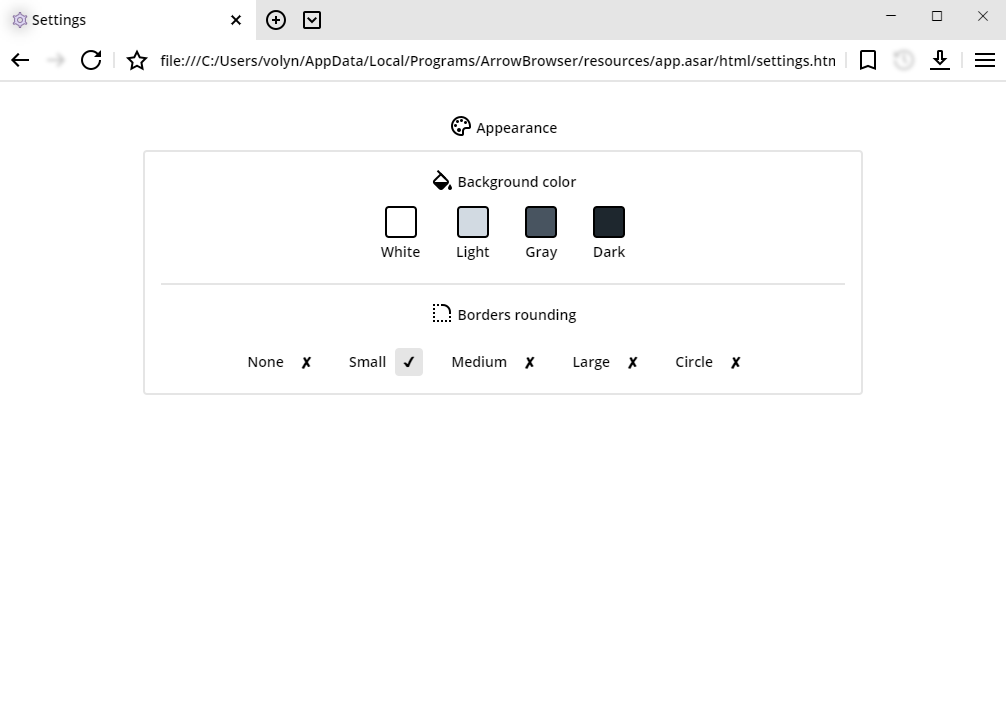 Settings
file:///C:/Users/volyn/AppData/Local/Programs/ArrowBrowser/resources/app.asar/html/settings.htm
Appearance
Background color
White Light Gray Dark
Borders rounding
None ✗ Small ✓ Medium ✗ Large ✗ Circle ✗